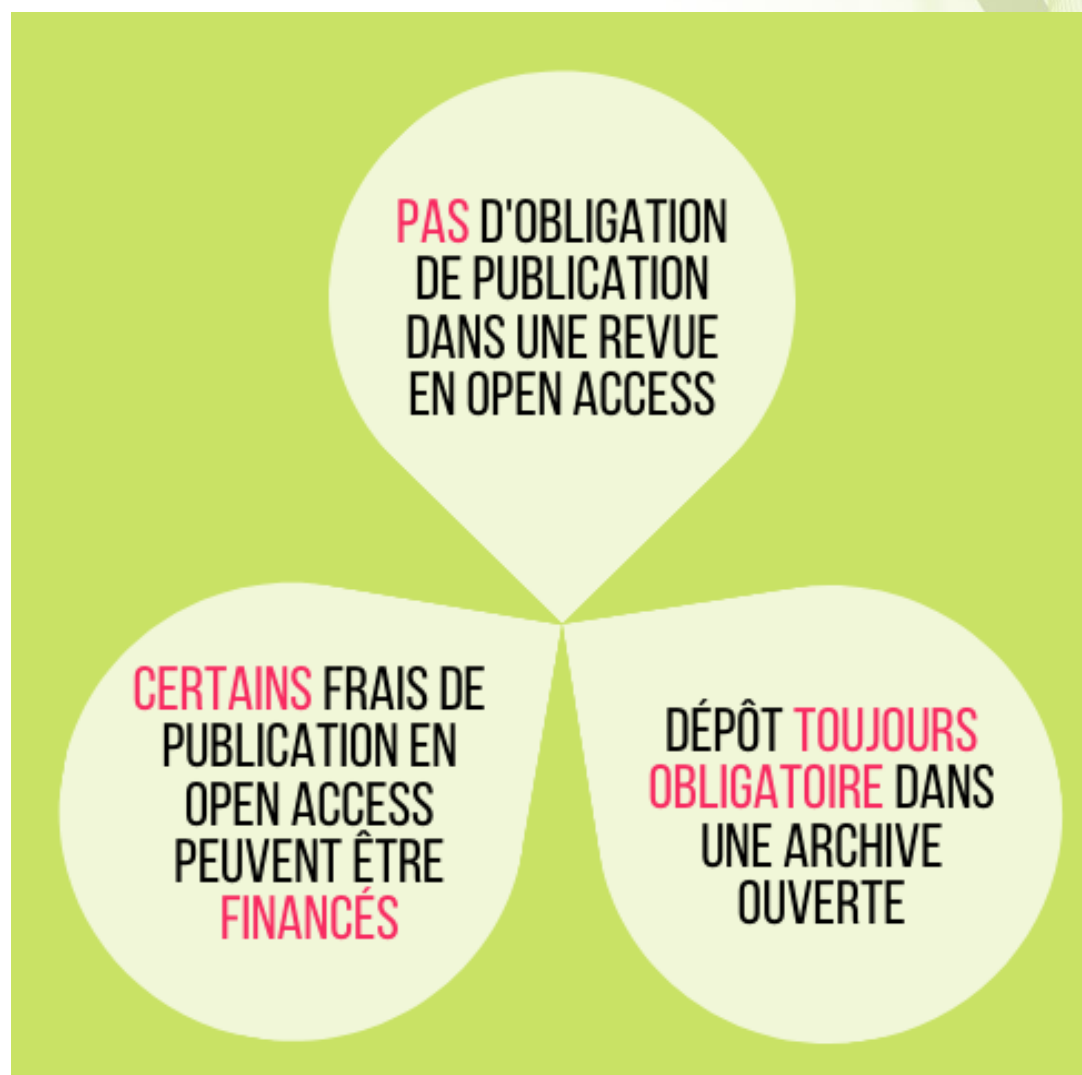 PAS D'OBLIGATION
DE PUBLICATION
DANS UNE REVUE
EN OPEN ACCESS
CERTAINS FRAIS DE
PUBLICATION EN
OPEN ACCESS
PEUVENT ÊTRE
FINANCÉS
DÉPÔT TOUJOURS
OBLIGATOIRE DANS
UNE ARCHIVE
OUVERTE